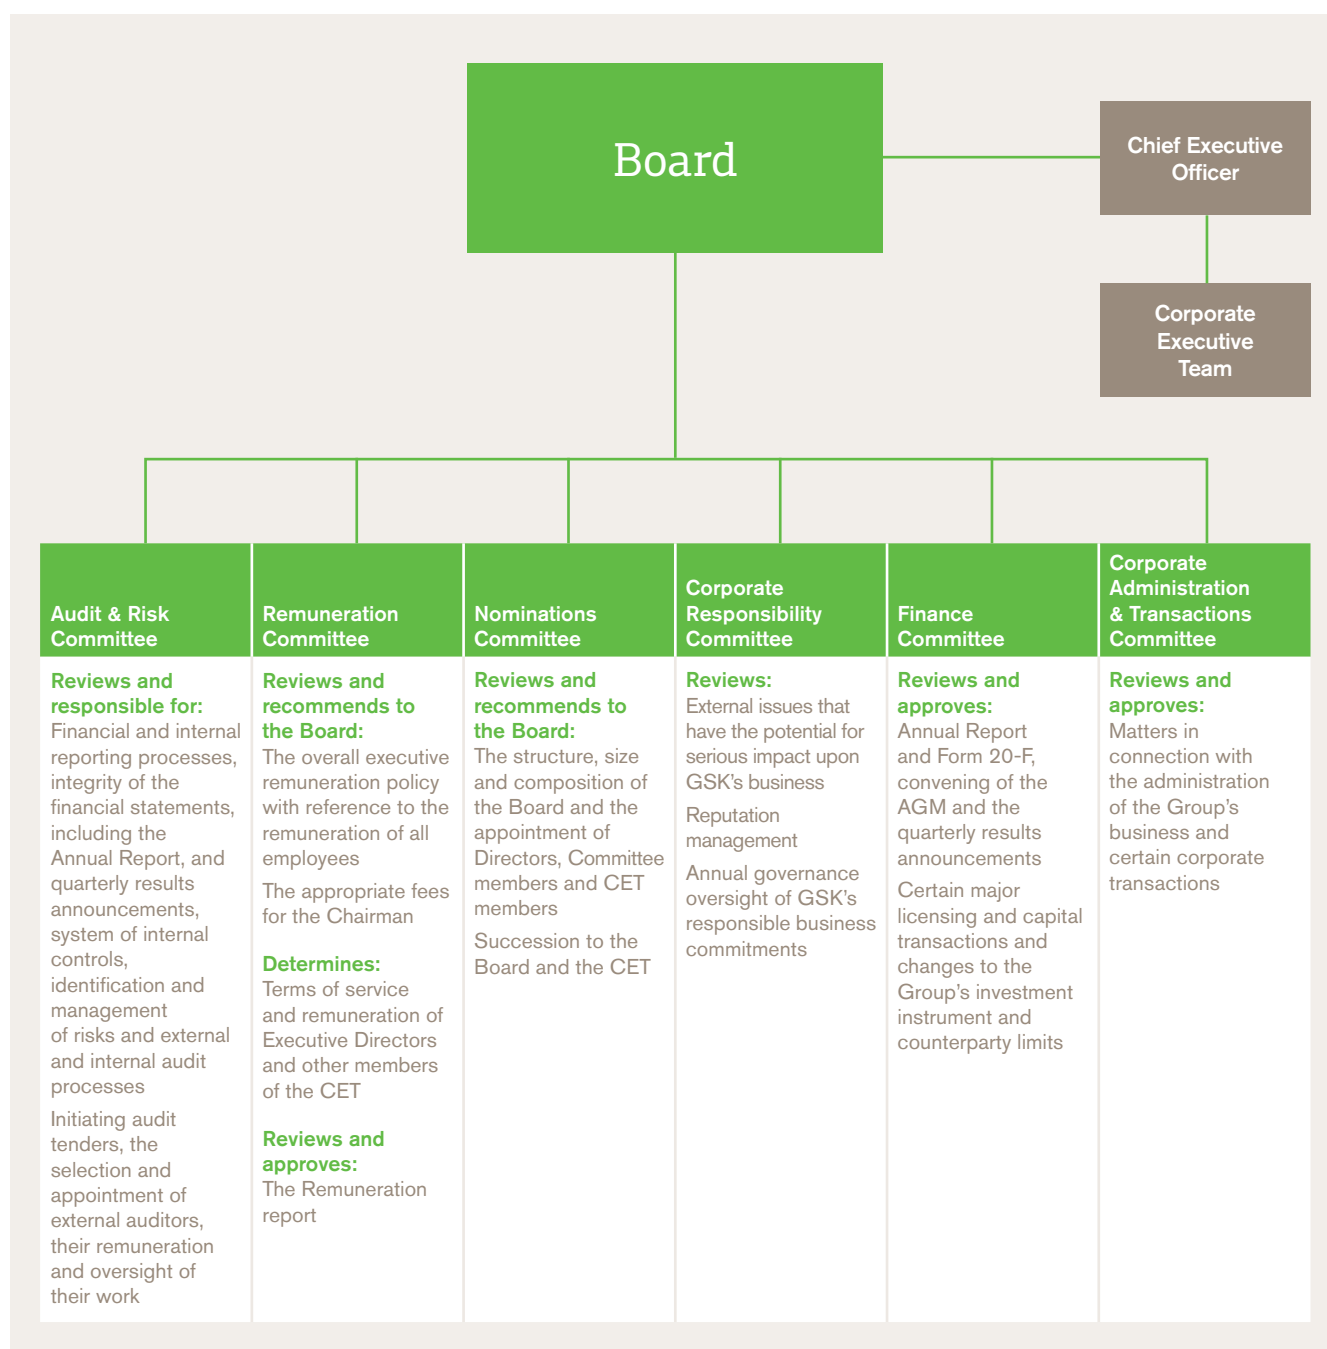 Board
Chief Executive
Officer
Corporate
Executive
Team
Audit & Risk
Committee
Reviews and
responsible for:
Financial and internal
reporting processes,
integrity of the
financial statements,
including the
Annual Report, and
quarterly results
announcements,
system of internal
controls,
identification and
management
of risks and external
and internal audit
processes
Initiating audit
tenders, the
selection and
appointment of
external auditors,
their remuneration
and oversight of
their work
Remuneration
Committee
Reviews and
recommends to
the Board:
The overall executive
remuneration policy
with reference to the
remuneration of all
employees
The appropriate fees
for the Chairman
Determines:
Terms of service
and remuneration of
Executive Directors
and other members
of the CET
Reviews and
approves:
The Remuneration
report
Nominations
Committee
Reviews and
recommends to
the Board:
The structure, size
and composition of
the Board and the
appointment of
Directors, Committee
members and CET
members
Succession to the
Board and the CET
Corporate
Responsibility
Committee
Reviews:
External issues that
have the potential for
serious impact upon
GSK’s business
Reputation
management
Annual governance
oversight of GSK’s
responsible business
commitments
Finance
Committee
Reviews and
approves:
Annual Report
and Form 20-F,
convening of the
AGM and the
quarterly results
announcements
Certain major
licensing and capital
transactions and
changes to the
Group’s investment
instrument and
counterparty limits
Corporate
Administration
& Transactions
Committee
Reviews and
approves:
Matters in
connection with
the administration
of the Group’s
business and
certain corporate
transactions